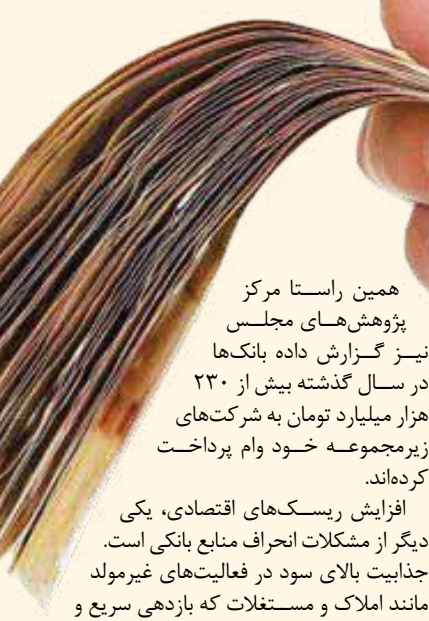 همین راستا مرکز
پژوهش‌های مجلس
نیز گزارش داده بانک‌ها
در سال گذشته بیش از ۲۳۰
هزار میلیارد تومان به شرکت‌های
زیرمجموعه خود وام پرداخت
کرده‌اند.
افزایش ریسک‌های اقتصادی، یکی
دیگر از مشکلات انحراف منابع بانکی است.
جذابیت بالای سود در فعالیت‌های غیرمولد
مانند املاک و مستغلات که بازدهی سریع و